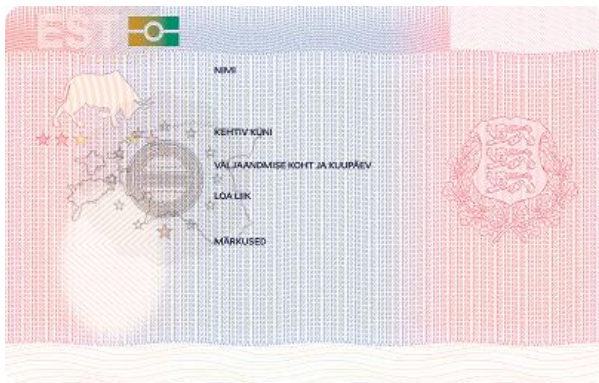 EST
NIMI
KEHTIV KUNI
VÄLJAANDMISE KOHT JA KUUPÄEV
LOA LIIK
MÄRKUSED